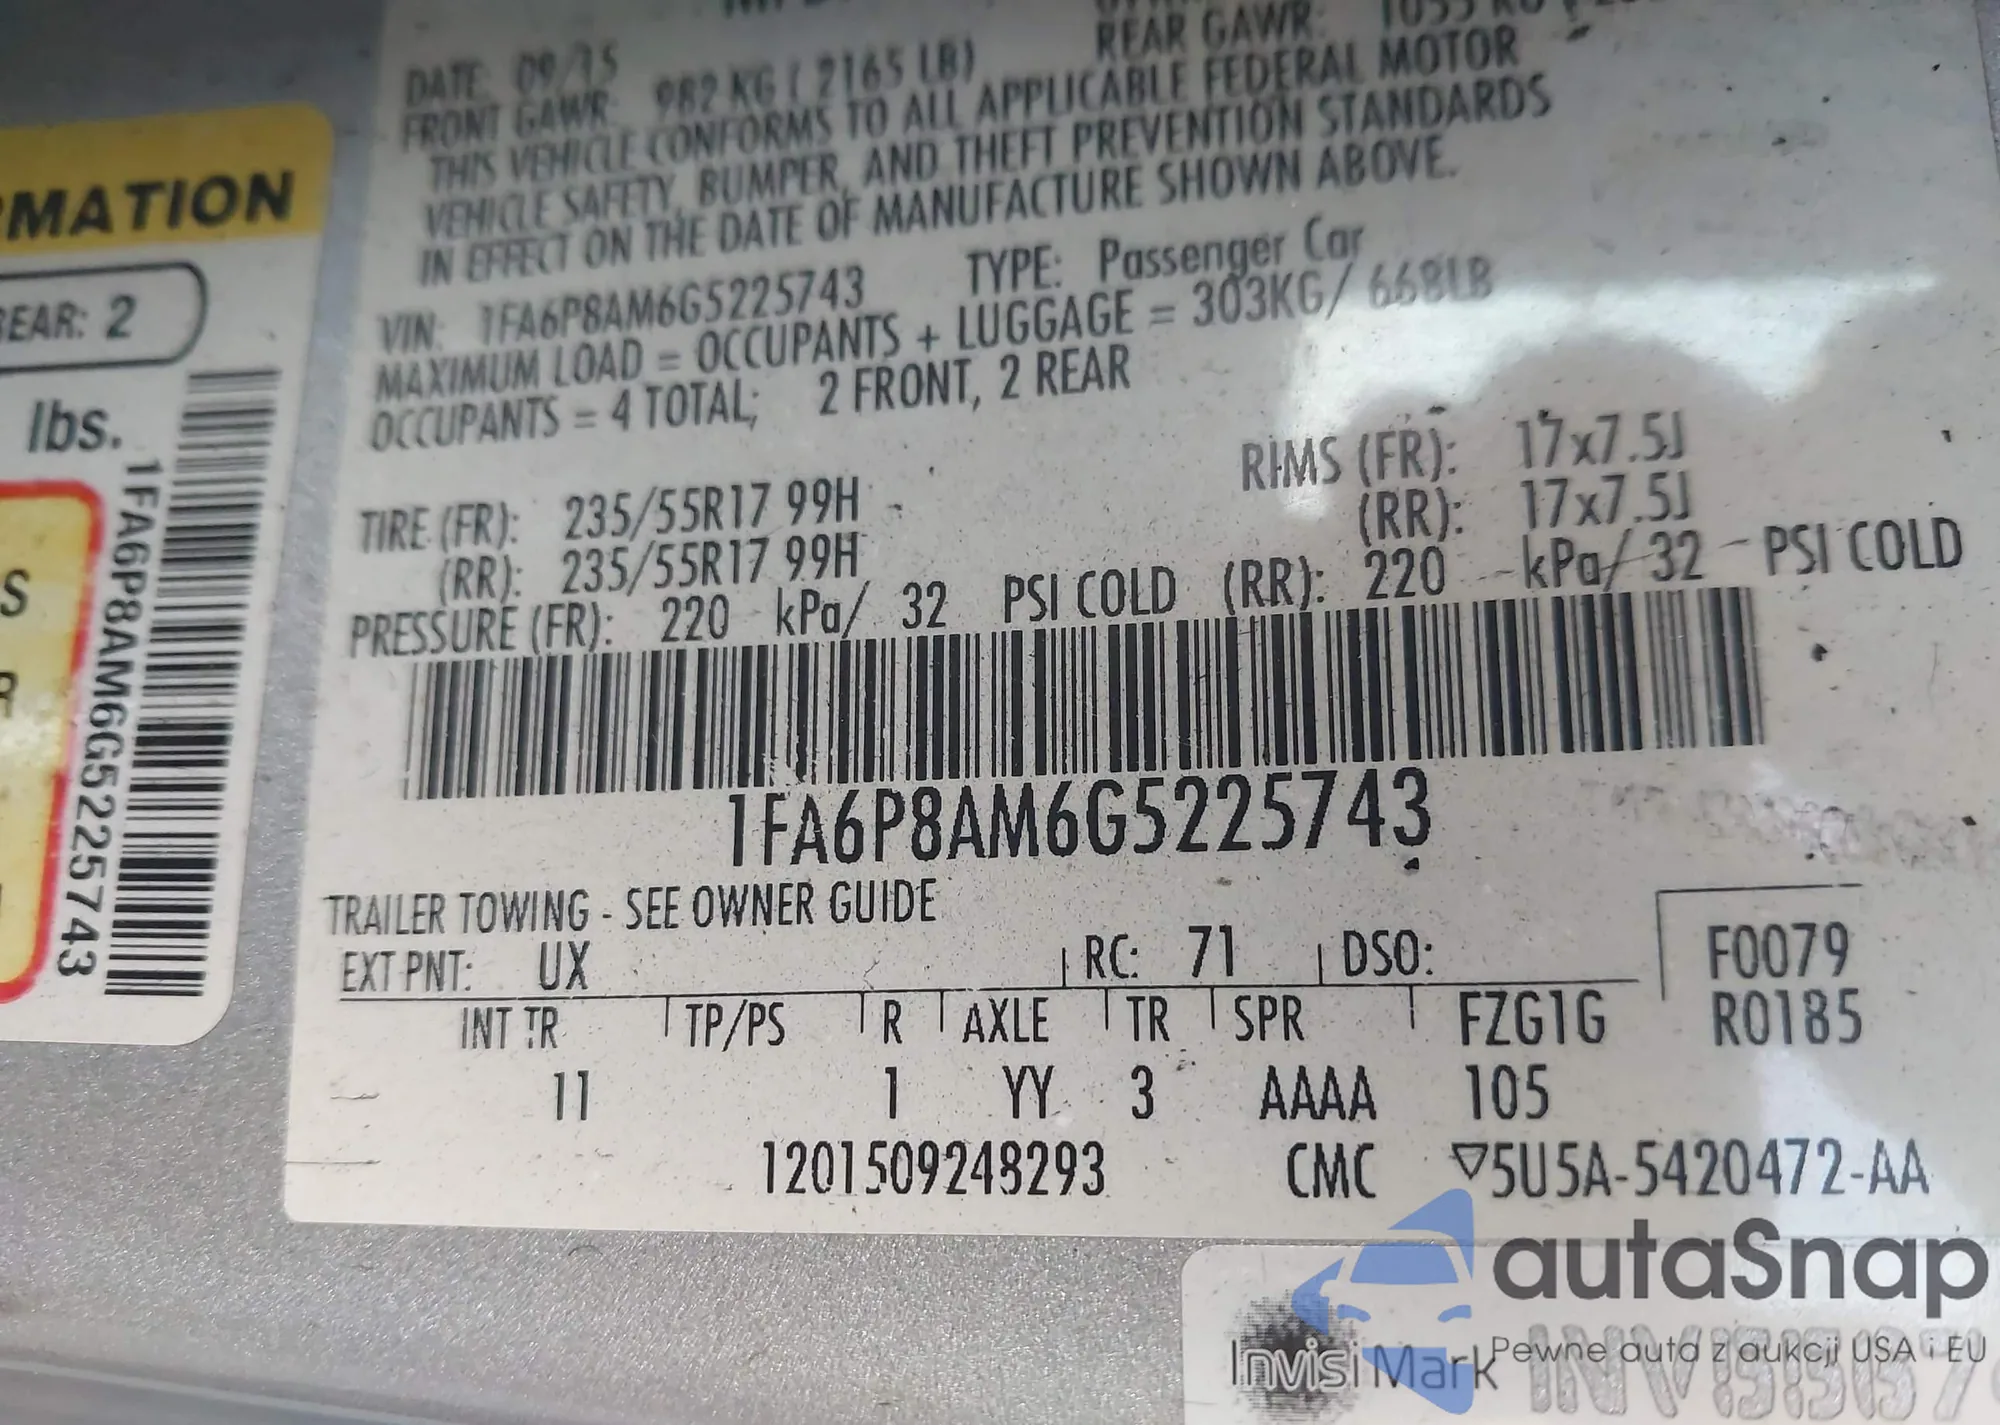 DATE: 09/15
FRONT GAWR: 982 KG ( 2165 LB)
REAR GAWR:
THIS VEHICLE CONFORMS TO ALL APPLICABLE FEDERAL MOTOR
VEHICLE SAFETY, BUMPER, AND THEFT PREVENTION STANDARDS
IN EFFECT ON THE DATE OF MANUFACTURE SHOWN ABOVE.
VIN: 1FA6P8AM6G5225743 TYPE: Passenger Car
MAXIMUM LOAD = OCCUPANTS + LUGGAGE = 303KG/ 668LB
OCCUPANTS = 4 TOTAL; 2 FRONT, 2 REAR
TIRE (FR): 235/55R17 99H RIMS (FR): 17x7.5J
(RR): 235/55R17 99H (RR): 17x7.5J
PRESSURE (FR): 220 kPa/ 32 PSI COLD (RR): 220 kPa/ 32 PSI COLD
1FA6P8AM6G5225743
TRAILER TOWING - SEE OWNER GUIDE
EXT PNT: UX RC: 71 DSO: F0079
INT TR TP/PS R AXLE TR SPR FZG1G R0185
11 1 YY 3 AAAA 105
1201509248293 CMC ▽5U5A-5420472-AA
RMATION
REAR: 2
lbs.
1FA6P8AM6G5225743
S
R
autaSnap
Pewne auta z aukcji USA i EU
InvisiMark